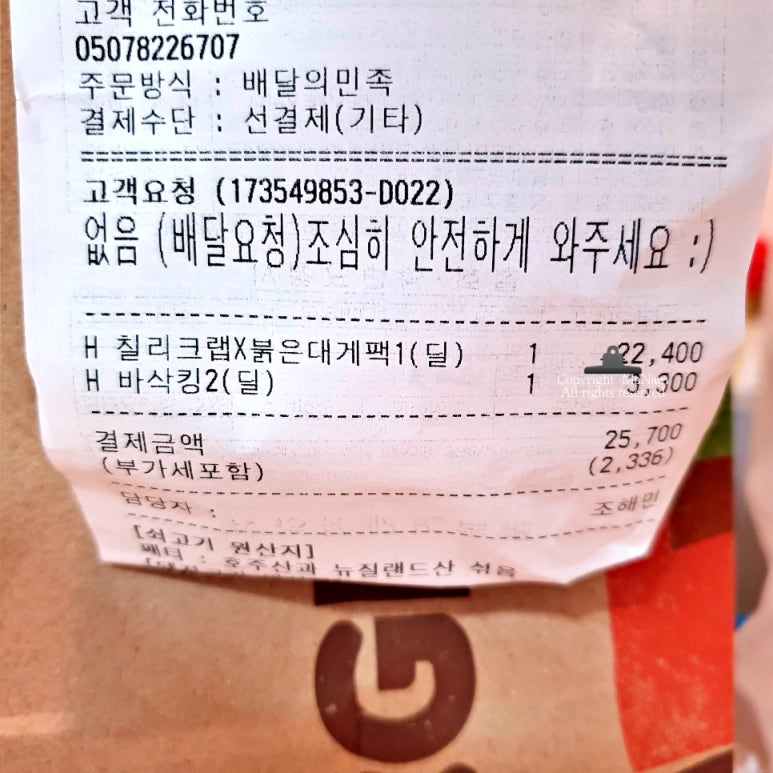 고객 전화번호
05078226707
주문방식 : 배달의민족
결제수단 : 선결제(기타)
고객요청 (173549853-D022)
없음 (배달요청)조심히 안전하게 와주세요 :)
H 칠리크랩X붉은대게팩1(딜) 1 22,400
H 바삭킹2(딜) 1 3,300
Copyright MaNari
All rights reserved
결제금액 25,700
(부가세포함) (2,336)
담당자 : 조해민
[쇠고기 원산지]
패티 : 호주산과 뉴질랜드산 섞음
G